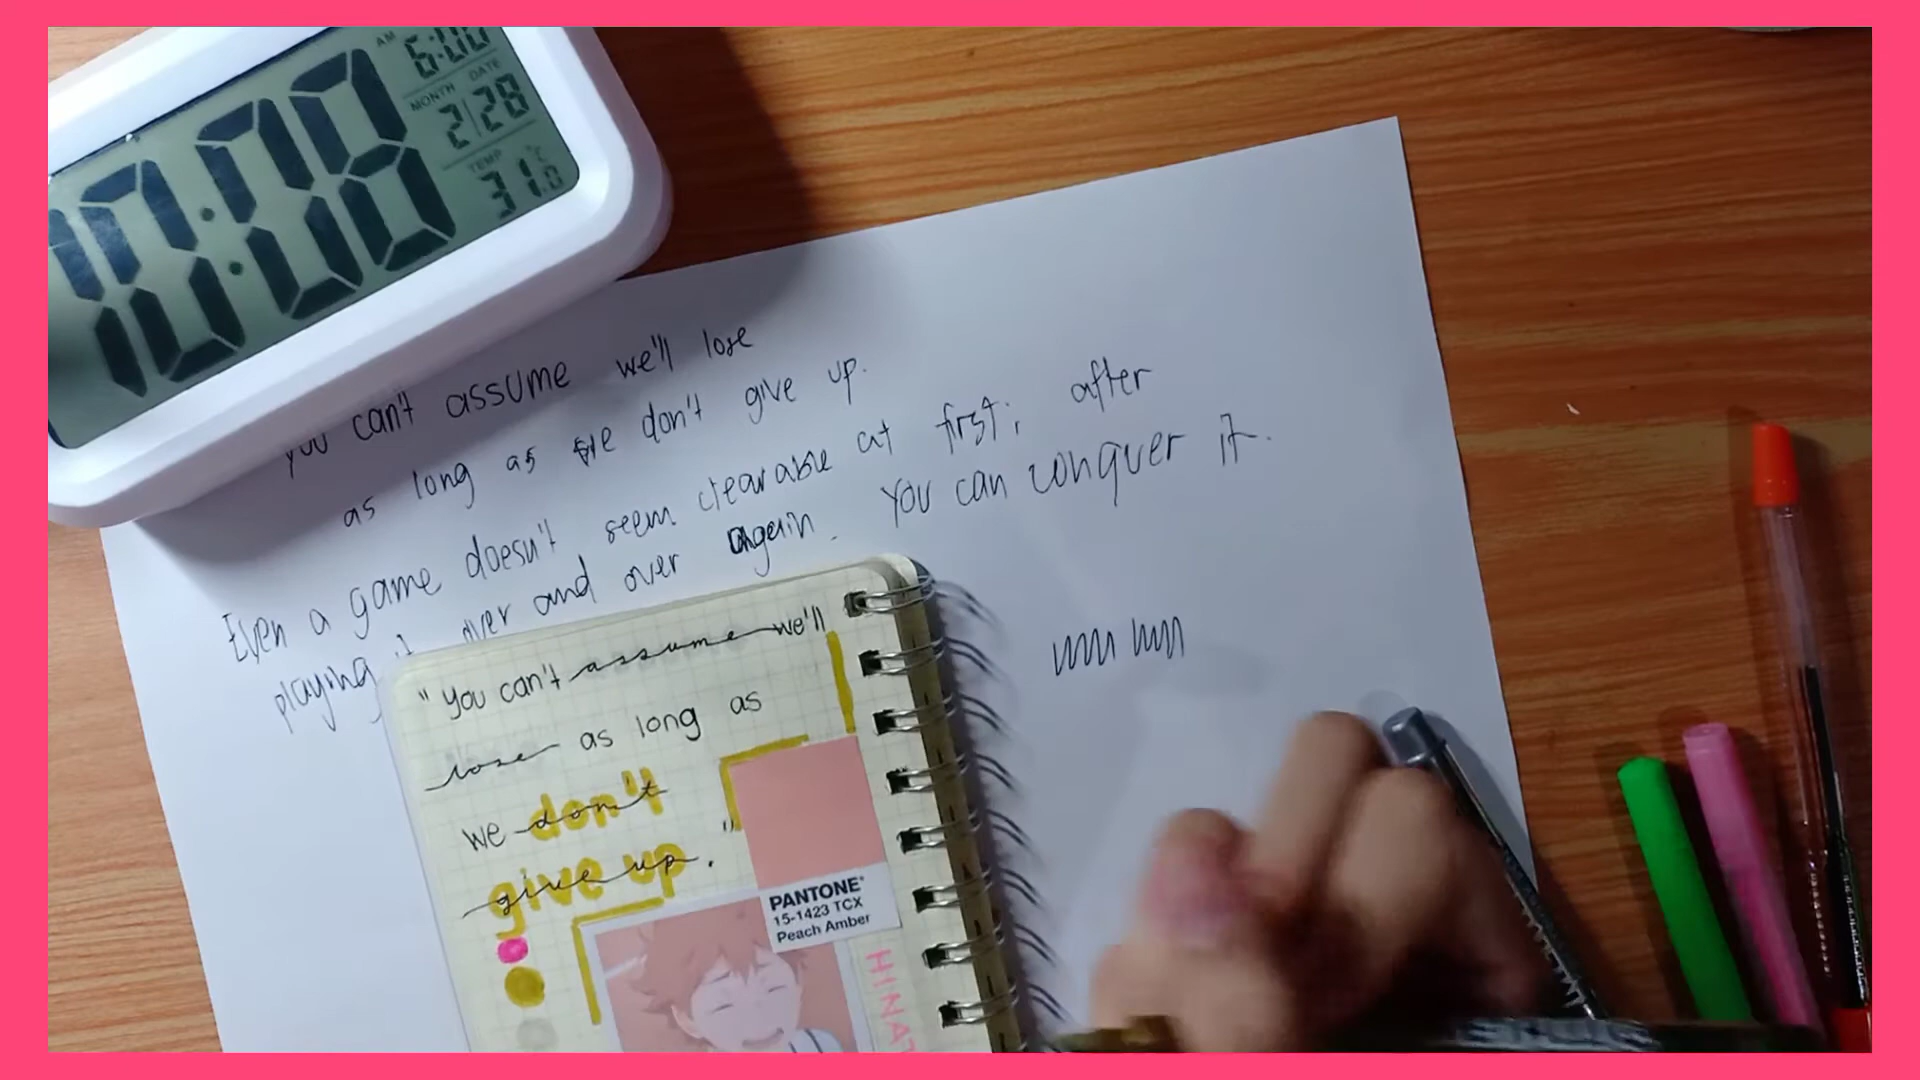 10:08
AM 6:00
MONTH DATE
2|28
TEMP
31.0 °C
you can't assume we'll lose
as long as we don't give up.
Even a game doesn't seem clearable at first; after
playing it over and over again. You can conquer it.
"You can't assume we'll
lose as long as
we don't
give up."
PANTONE®
15-1423 TCX
Peach Amber